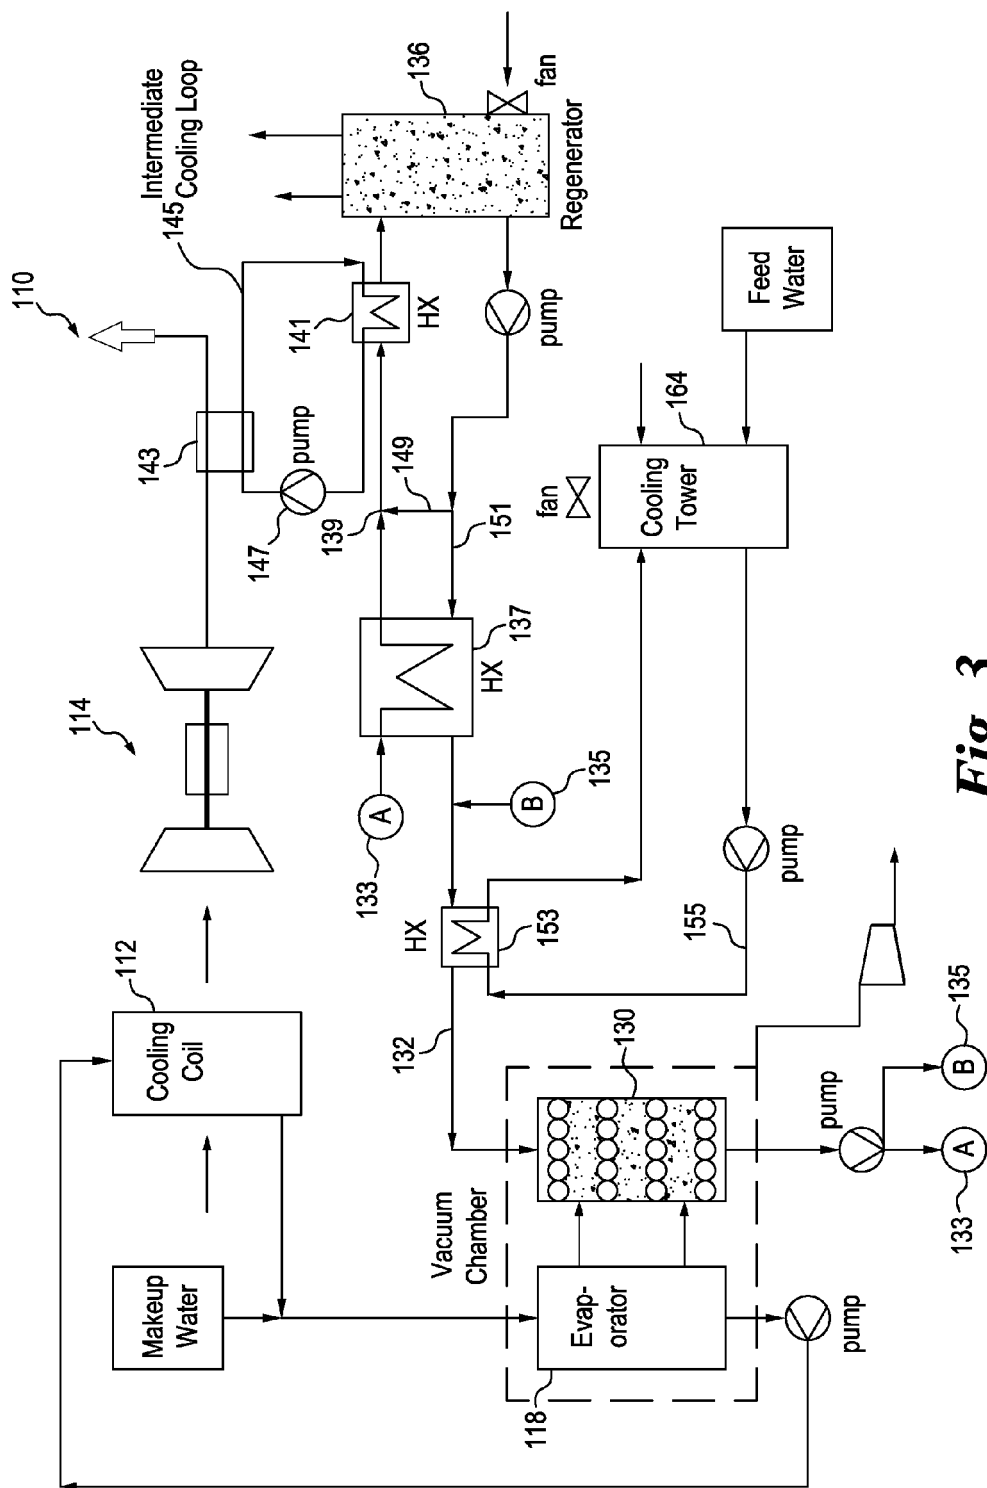 110
114
112
Cooling
Coil
Makeup
Water
143
145
Intermediate
Cooling Loop
147
pump
141
HX
139
149
136
fan
Regenerator
pump
151
137
HX
A
133
B
135
HX
153
132
Vacuum
Chamber
130
Evap-
orator
118
pump
pump
A
133
B
135
155
pump
fan
Cooling
Tower
164
Feed
Water
Fig. 3